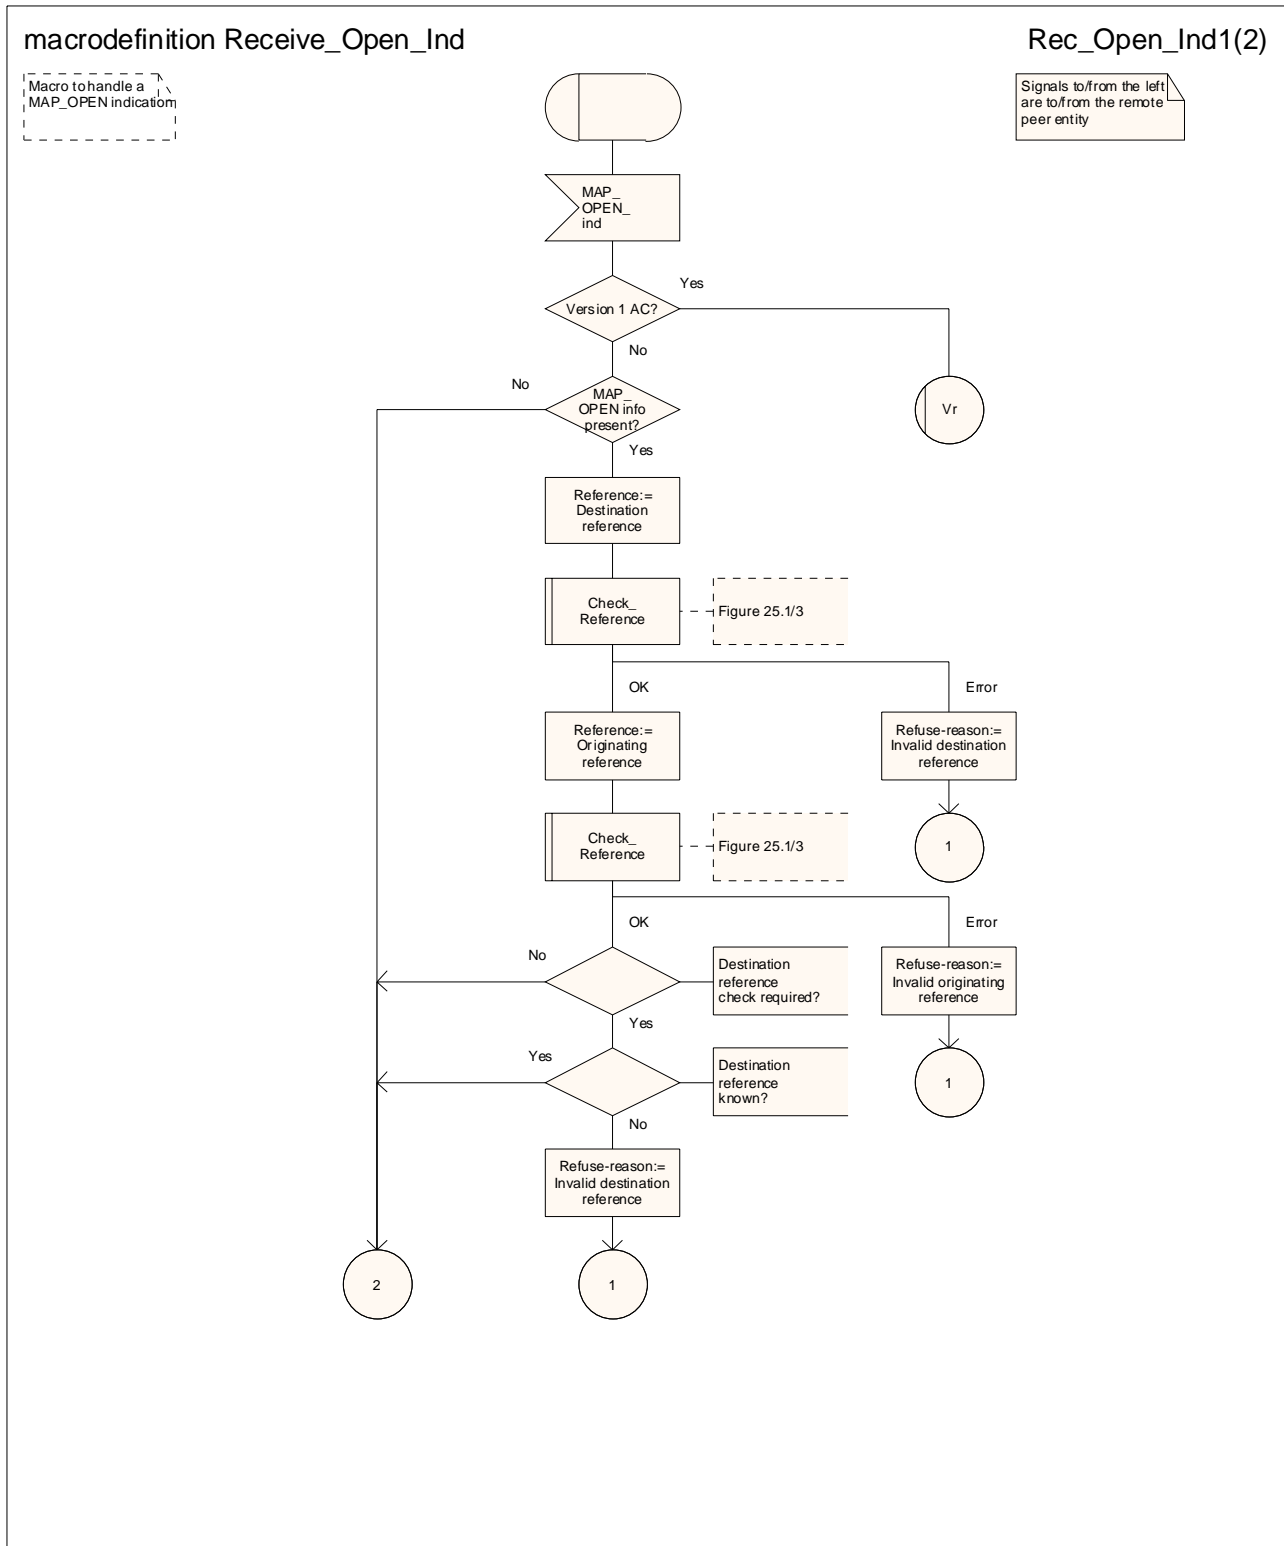 macrodefinition Receive_Open_Ind
Rec_Open_Ind1(2)
Macro to handle a
MAP_OPEN indication
Signals to/from the left
are to/from the remote
peer entity
MAP_
OPEN_
ind
Yes
Version 1 AC?
No
No
MAP_
OPEN info
present?
Vr
Yes
Reference:=
Destination
reference
Check_
Reference
Figure 25.1/3
OK
Error
Reference:=
Originating
reference
Refuse-reason:=
Invalid destination
reference
Check_
Reference
Figure 25.1/3
1
OK
Error
No
Destination
reference
check required?
Refuse-reason:=
Invalid originating
reference
Yes
Yes
Destination
reference
known?
1
No
Refuse-reason:=
Invalid destination
reference
2
1